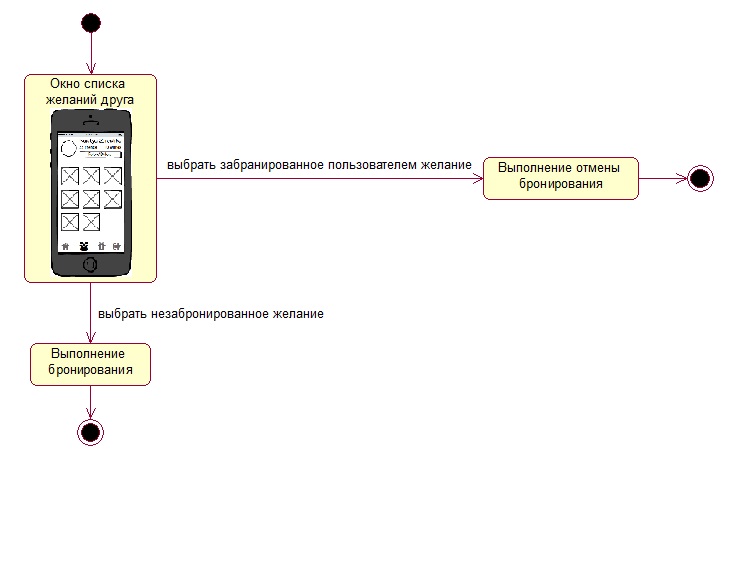 Окно списка
желаний друга
выбрать забранированное пользователем желание
Выполнение отмены
бронирования
выбрать незабронированное желание
Выполнение
бронирования